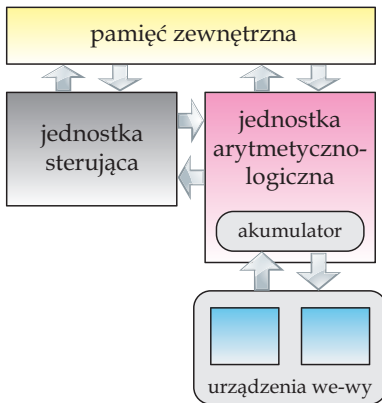 pamięć zewnętrzna
jednostka
sterująca
jednostka
arytmetyczno-
logiczna
akumulator
urządzenia we-wy